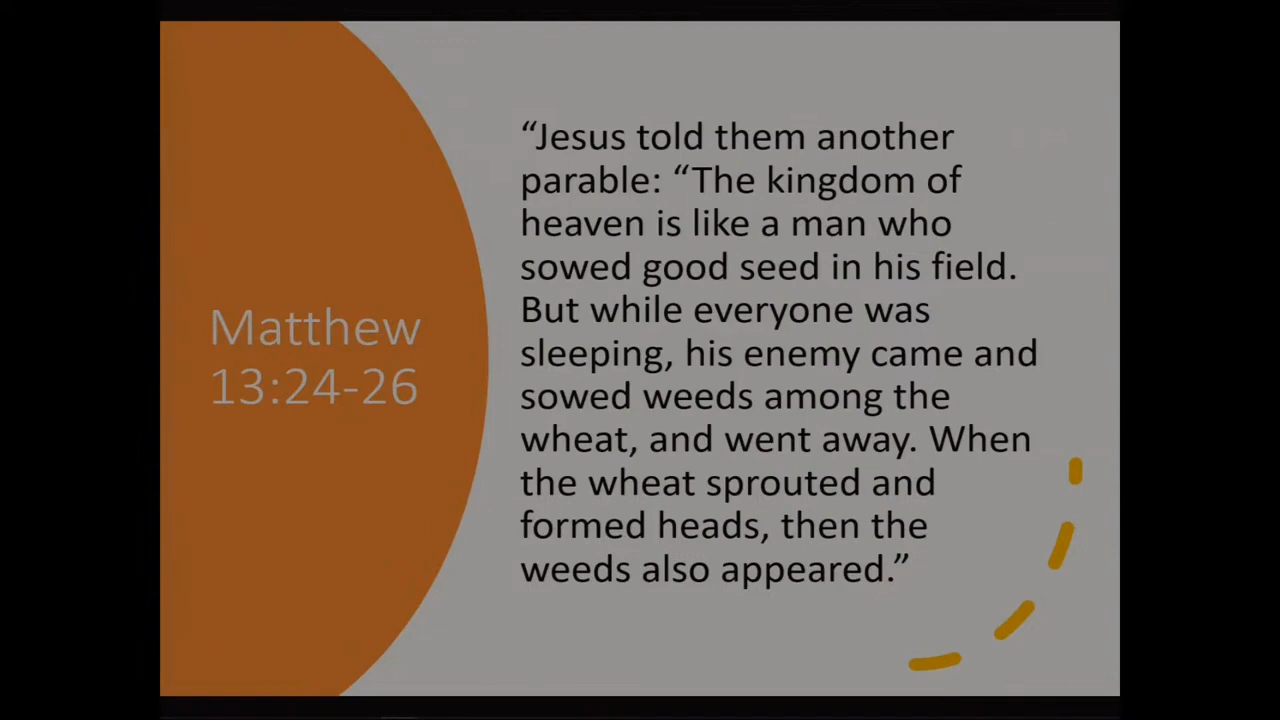 Matthew
13:24-26
“Jesus told them another
parable: “The kingdom of
heaven is like a man who
sowed good seed in his field.
But while everyone was
sleeping, his enemy came and
sowed weeds among the
wheat, and went away. When
the wheat sprouted and
formed heads, then the
weeds also appeared.”